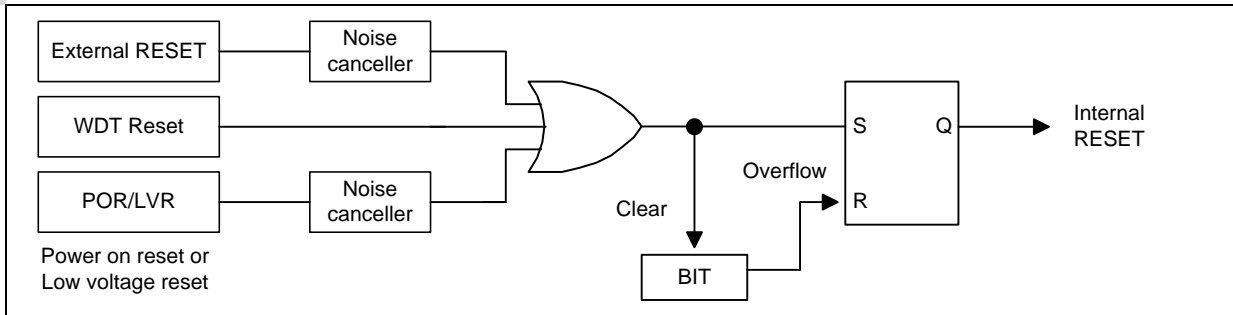 External RESET
Noise
canceller
WDT Reset
POR/LVR
Noise
canceller
Power on reset or
Low voltage reset
Clear
BIT
Overflow
S
Q
R
Internal
RESET